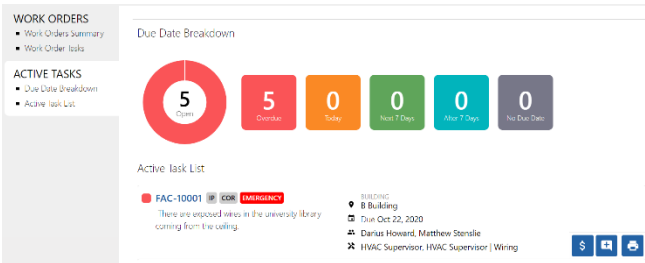 WORK ORDERS
Work Orders Summary
Work Order Tasks
ACTIVE TASKS
Due Date Breakdown
Active Task List
Due Date Breakdown
5
Open
5
Overdue
0
Today
0
Next 7 Days
0
After 7 Days
0
No Due Date
Active Task List
FAC-10001 IP COR EMERGENCY
There are exposed wires in the university library
coming from the ceiling.
BUILDING
B Building
Due Oct 22, 2020
Darius Howard, Matthew Stenslie
HVAC Supervisor, HVAC Supervisor | Wiring
$